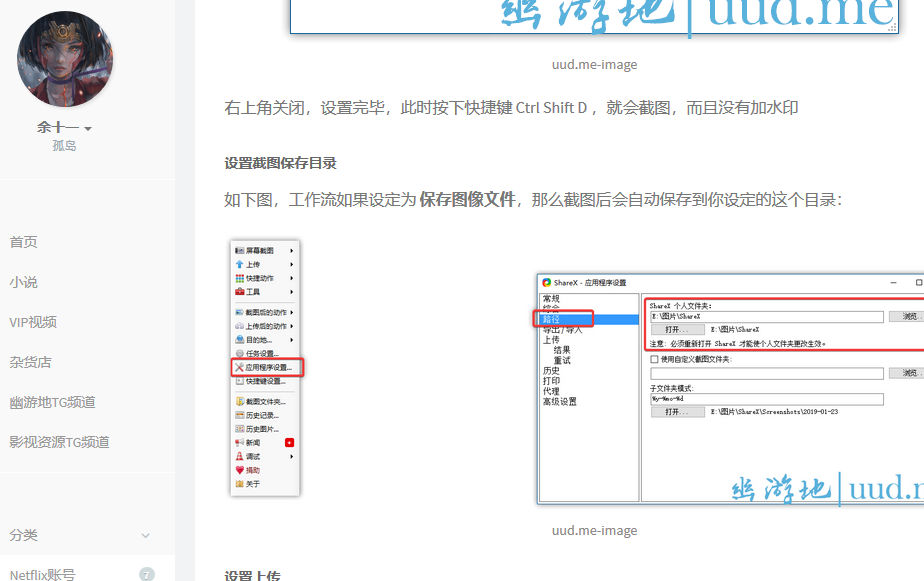 幽游地|uud.me
uud.me-image
余十一
孤岛
右上角关闭，设置完毕，此时按下快捷键 Ctrl Shift D ，就会截图，而且没有加水印
设置截图保存目录
如下图，工作流如果设定为 保存图像文件，那么截图后会自动保存到你设定的这个目录：
首页
小说
VIP视频
杂货店
幽游地TG频道
影视资源TG频道
分类
Netflix账号 7
屏幕截图
上传
快捷动作
工具
截图后的动作
上传后的动作
目的地...
任务设置...
应用程序设置...
快捷键设置...
截图文件夹...
历史记录...
历史图片...
新闻
调试
捐助
关于
ShareX - 应用程序设置
常规
综合
路径
导出/导入
上传
结果
重试
历史
打印
代理
高级设置
ShareX 个人文件夹：
E:\图片\ShareX
浏览...
打开... E:\图片\ShareX
注意：必须重新打开 ShareX 才能使个人文件夹更改生效。
使用自定义截图文件夹：
浏览...
子文件夹模式：
%y-%mo-%d
打开... E:\图片\ShareX\Screenshots\2019-01-23
幽游地|uud.m
uud.me-image
设置上传